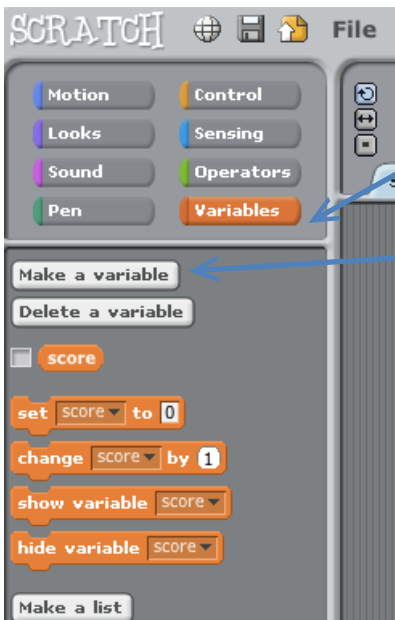 SCRATCH File
Motion Control
Looks Sensing
Sound Operators
Pen Variables
Make a variable
Delete a variable
score
set score to 0
change score by 1
show variable score
hide variable score
Make a list